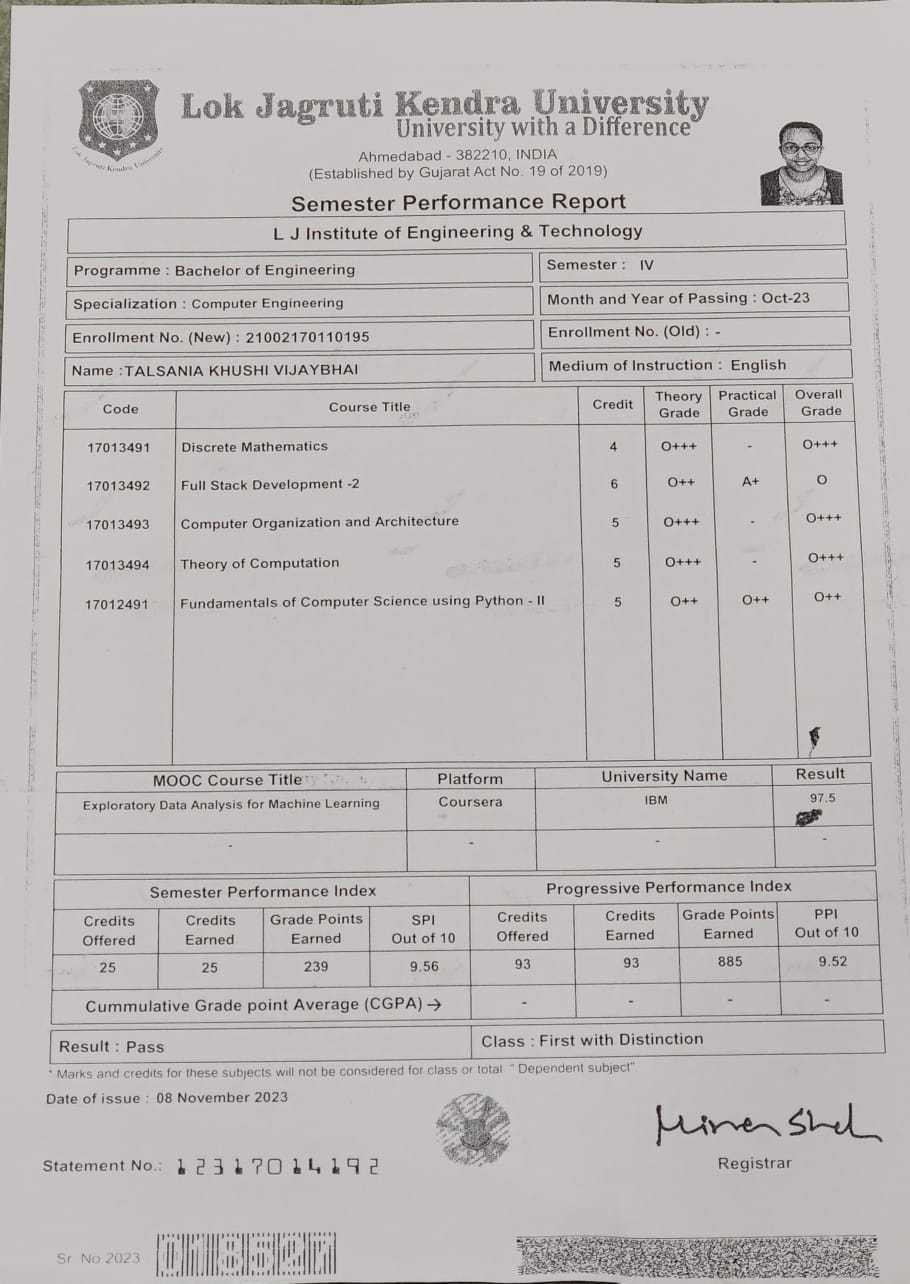 Lok Jagruti Kendra University
University with a Difference
Lok Jagruti Kendra University
Ahmedabad - 382210, INDIA
(Established by Gujarat Act No. 19 of 2019)
Semester Performance Report
L J Institute of Engineering & Technology
Programme : Bachelor of Engineering
Semester : IV
Specialization : Computer Engineering
Month and Year of Passing : Oct-23
Enrollment No. (New) : 21002170110195
Enrollment No. (Old) : -
Name :TALSANIA KHUSHI VIJAYBHAI
Medium of Instruction : English
Code Course Title Credit Theory Grade Practical Grade Overall Grade
17013491 Discrete Mathematics 4 O+++ - O+++
17013492 Full Stack Development -2 6 O++ A+ O
17013493 Computer Organization and Architecture 5 O+++ - O+++
17013494 Theory of Computation 5 O+++ - O+++
17012491 Fundamentals of Computer Science using Python - II 5 O++ O++ O++
MOOC Course Title Platform University Name Result
Exploratory Data Analysis for Machine Learning Coursera IBM 97.5
- - - -
Semester Performance Index Progressive Performance Index
Credits Offered Credits Earned Grade Points Earned SPI Out of 10 Credits Offered Credits Earned Grade Points Earned PPI Out of 10
25 25 239 9.56 93 93 885 9.52
Cummulative Grade point Average (CGPA) → - - - -
Result : Pass
Class : First with Distinction
* Marks and credits for these subjects will not be considered for class or total " Dependent subject"
Date of issue : 08 November 2023
Statement No.: 12317014192
Registrar
Sr No 2023